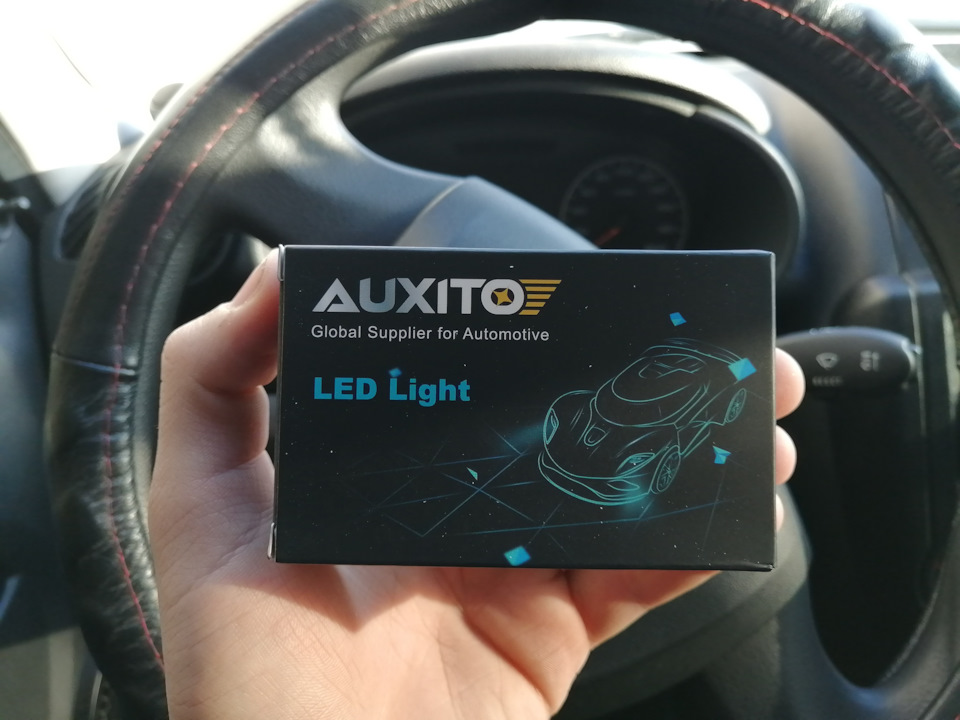 AUXITO
Global Supplier for Automotive
LED Light